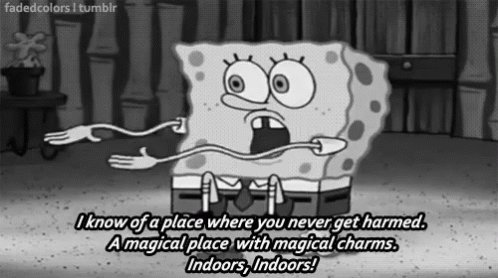 fadedcolors | tumblr
I know of a place where you never get harmed.
A magical place with magical charms.
Indoors, Indoors!